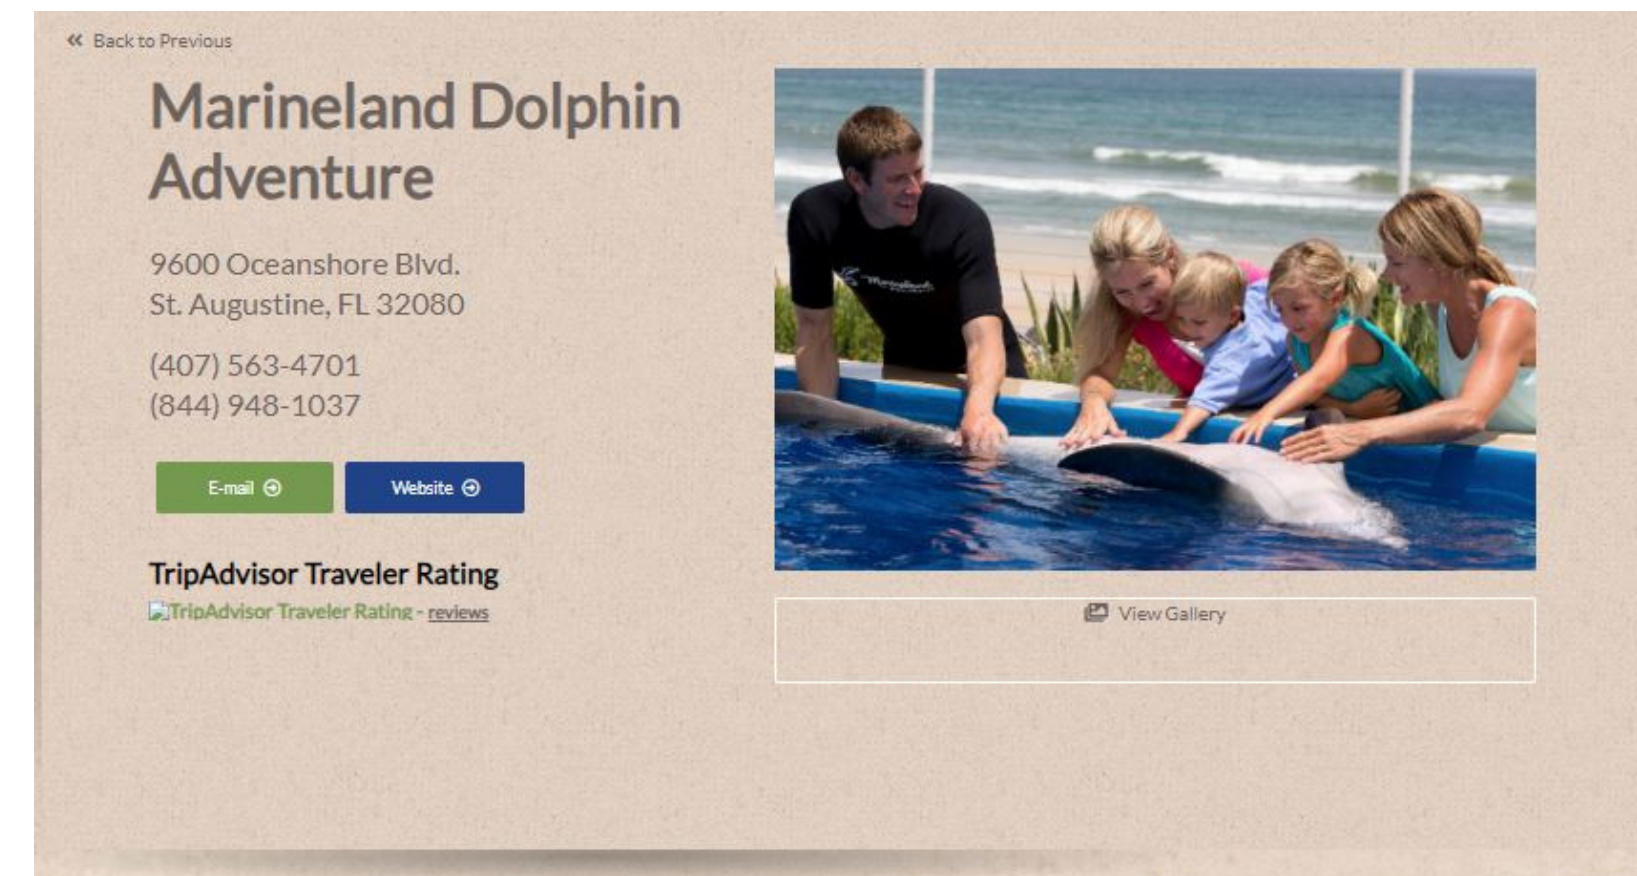 Back to Previous
Marineland Dolphin
Adventure
9600 Oceanshore Blvd.
St. Augustine, FL 32080
(407) 563-4701
(844) 948-1037
E-mail
Website
TripAdvisor Traveler Rating
TripAdvisor Traveler Rating - reviews
Marineland
View Gallery